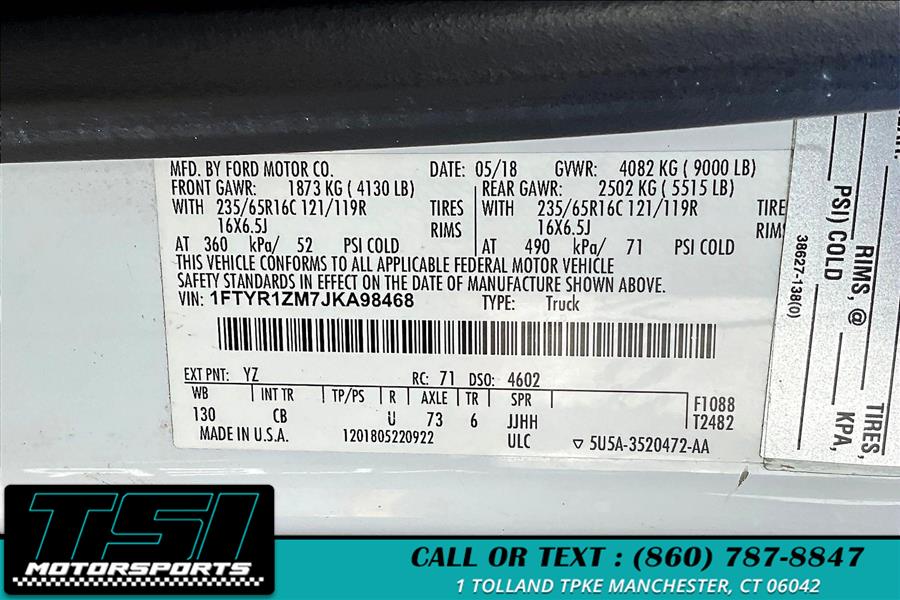 MFD. BY FORD MOTOR CO. DATE: 05/18 GVWR: 4082 KG ( 9000 LB)
FRONT GAWR: 1873 KG ( 4130 LB) REAR GAWR: 2502 KG ( 5515 LB)
WITH 235/65R16C 121/119R TIRES WITH 235/65R16C 121/119R TIRE
16X6.5J RIMS 16X6.5J RIM
AT 360 kPa/ 52 PSI COLD AT 490 kPa/ 71 PSI COLD
THIS VEHICLE CONFORMS TO ALL APPLICABLE FEDERAL MOTOR VEHICLE
SAFETY STANDARDS IN EFFECT ON THE DATE OF MANUFACTURE SHOWN ABOVE.
VIN: 1FTYR1ZM7JKA98468 TYPE: Truck
EXT PNT: YZ RC: 71 DSO: 4602
WB INT TR TP/PS R AXLE TR SPR F1088
130 CB U 73 6 JJHH T2482
MADE IN U.S.A. 1201805220922 ULC ▽ 5U5A-3520472-AA
PSI) COLD
RIMS, @
38627-138(0)
TIRES,
KPA,
TSI
MOTORSPORTS
CALL OR TEXT : (860) 787-8847
1 TOLLAND TPKE MANCHESTER, CT 06042